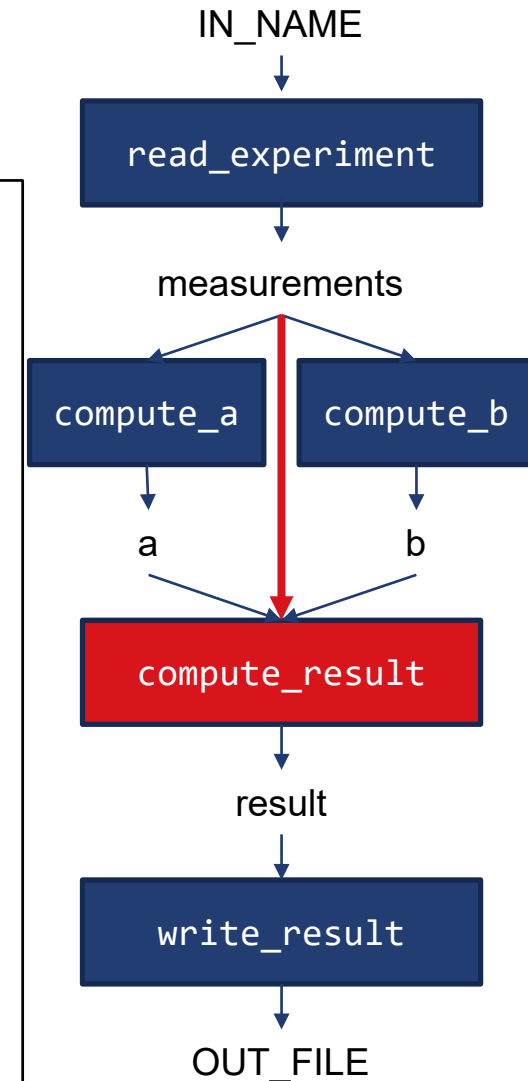 IN_NAME
read_experiment
measurements
compute_a
compute_b
a
b
compute_result
result
write_result
OUT_FILE